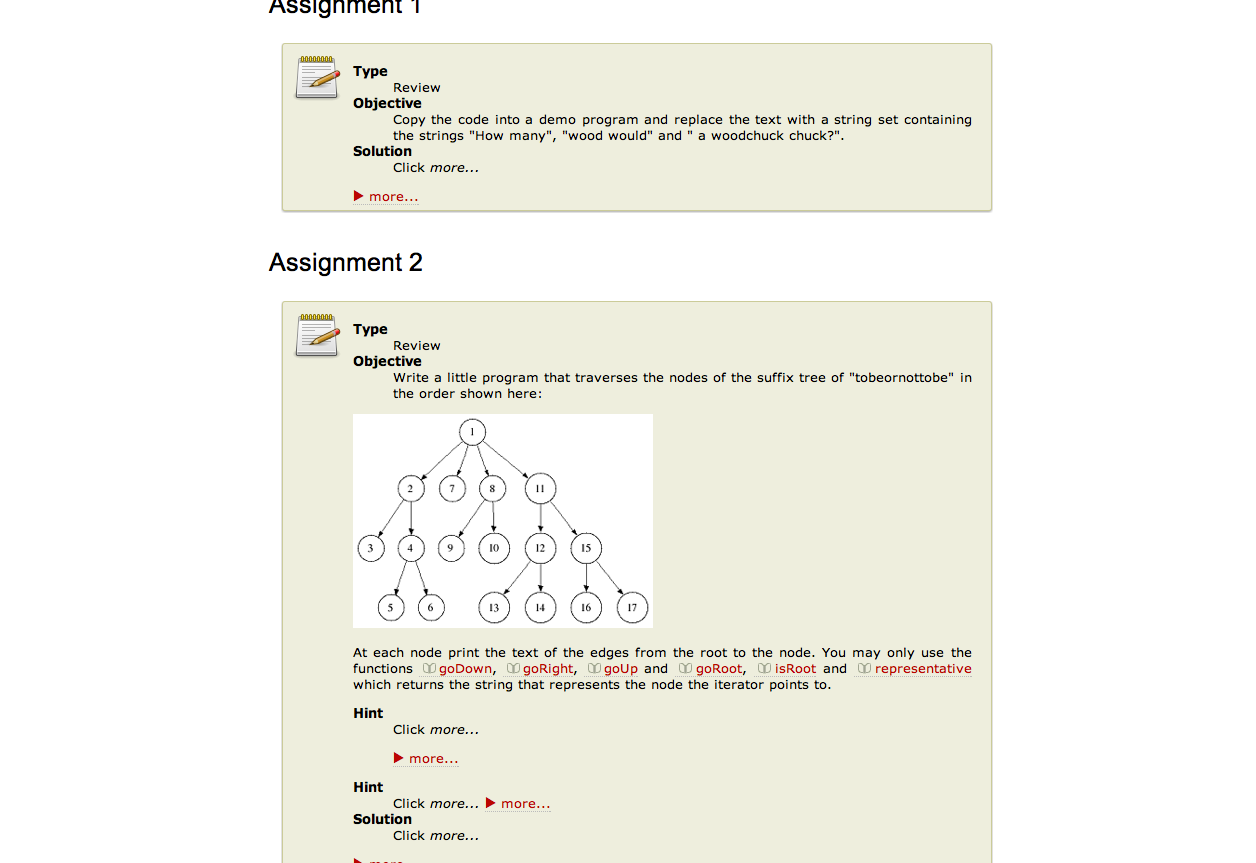 Assignment 1
Type
Review
Objective
Copy the code into a demo program and replace the text with a string set containing
the strings "How many", "wood would" and " a woodchuck chuck?".
Solution
Click more...
more...
Assignment 2
Type
Review
Objective
Write a little program that traverses the nodes of the suffix tree of "tobeornottobe" in
the order shown here:
1
2 7 8 11
3 4 9 10 12 15
5 6 13 14 16 17
At each node print the text of the edges from the root to the node. You may only use the
functions goDown, goRight, goUp and goRoot, isRoot and representative
which returns the string that represents the node the iterator points to.
Hint
Click more...
more...
Hint
Click more... more...
Solution
Click more...